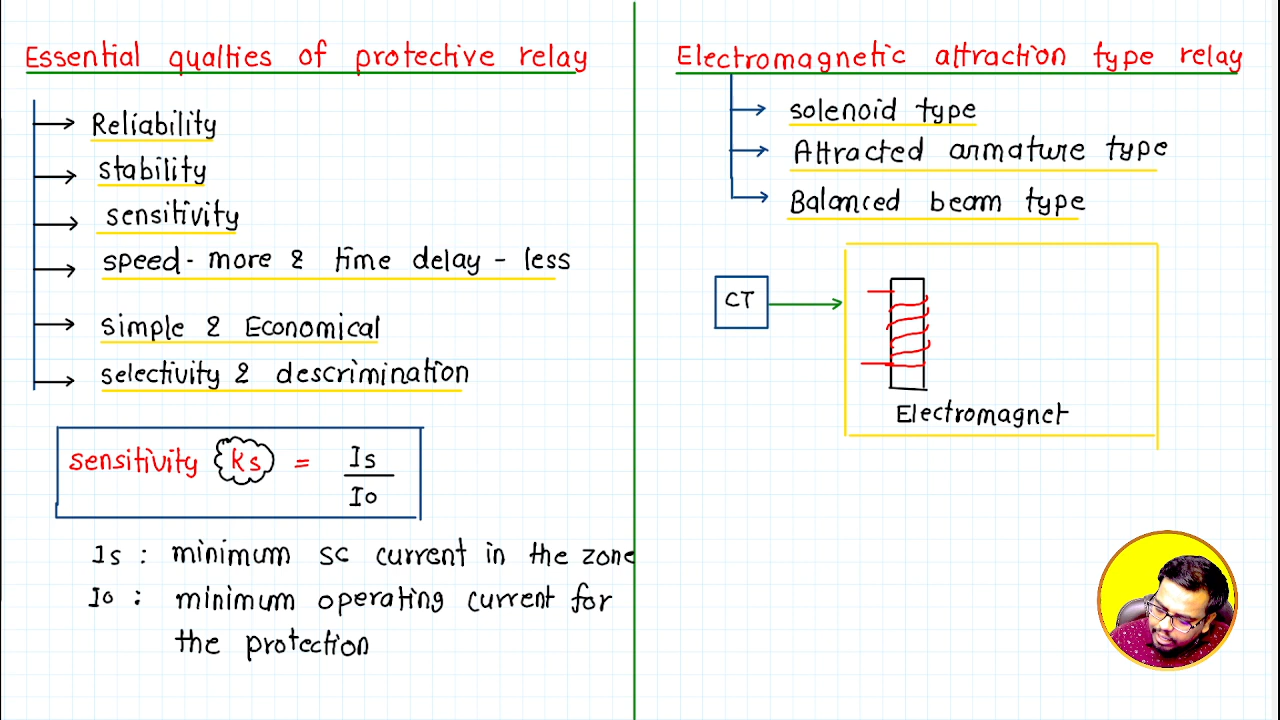 Essential qualties of protective relay
Reliability
stability
sensitivity
speed - more & time delay - less
simple & Economical
selectivity & descrimination
sensitivity Ks = Is / Io
Is : minimum sc current in the zone
Io : minimum operating current for
the protection
Electromagnetic attraction type relay
solenoid type
Attracted armature type
Balanced beam type
CT
Electromagnet